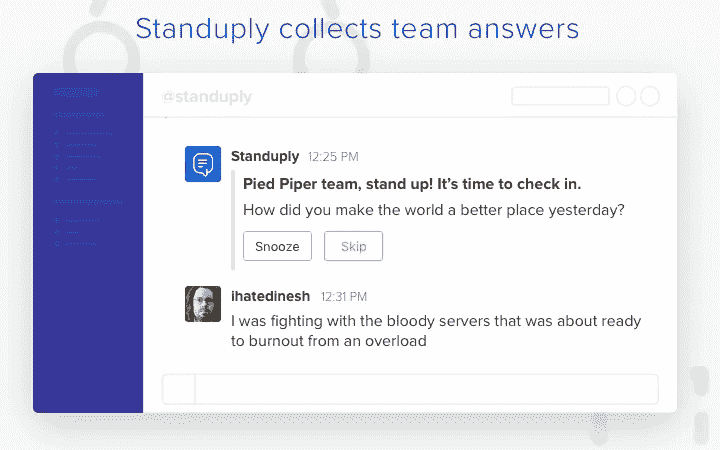 Standuply collects team answers
@standuply
Standuply 12:25 PM
Pied Piper team, stand up! It's time to check in.
How did you make the world a better place yesterday?
Snooze Skip
ihatedinesh 12:31 PM
I was fighting with the bloody servers that was about ready
to burnout from an overload